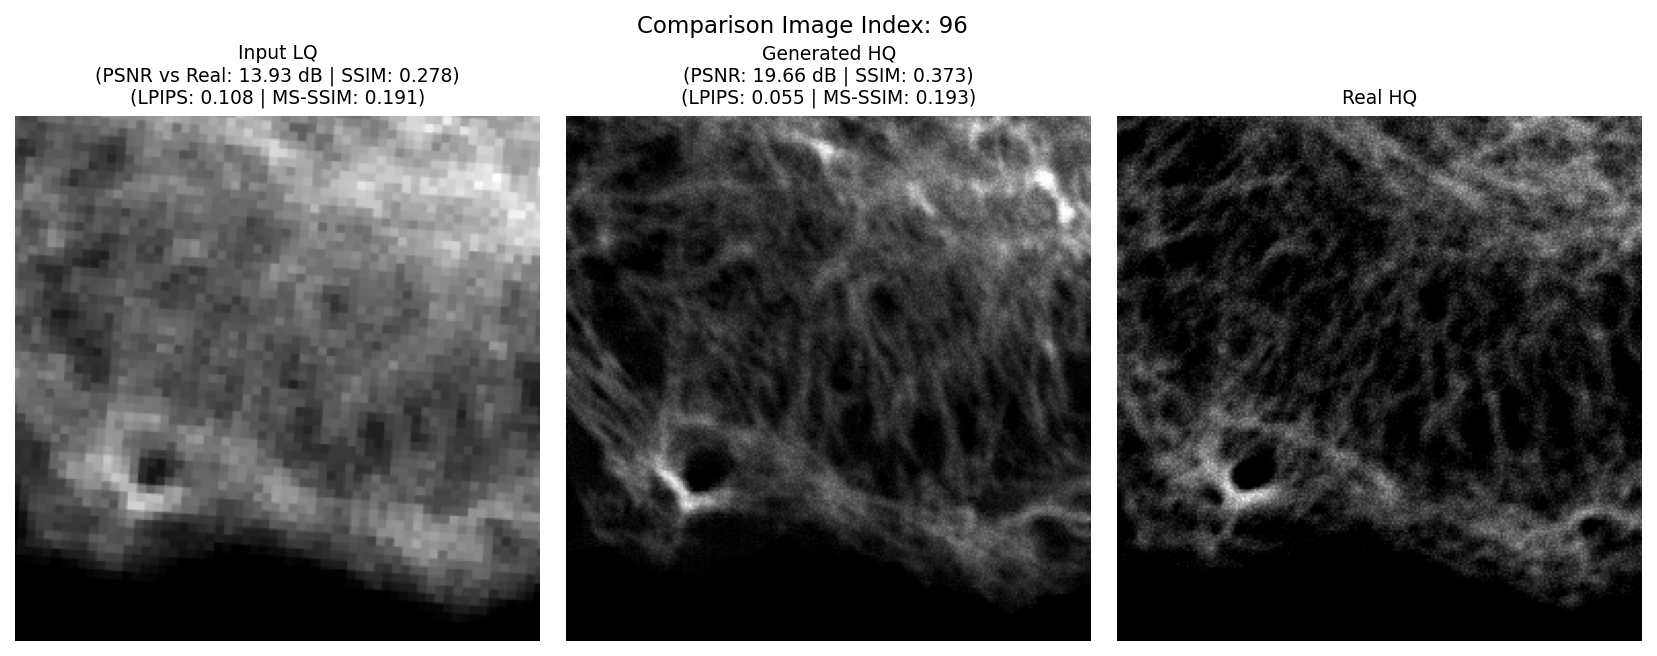 Comparison Image Index: 96
Input LQ
(PSNR vs Real: 13.93 dB | SSIM: 0.278)
(LPIPS: 0.108 | MS-SSIM: 0.191)
Generated HQ
(PSNR: 19.66 dB | SSIM: 0.373)
(LPIPS: 0.055 | MS-SSIM: 0.193)
Real HQ